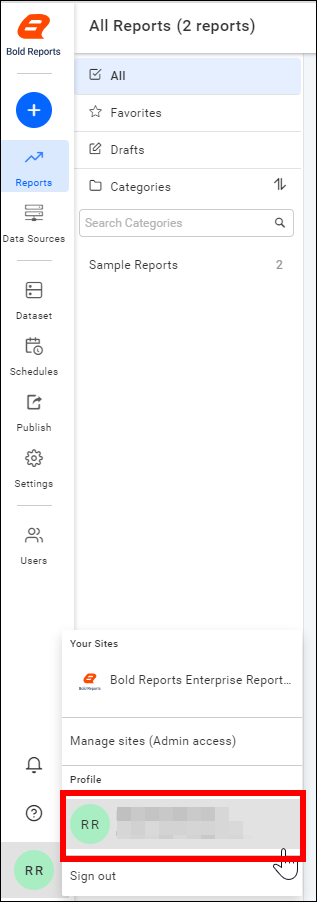 All Reports (2 reports)
Bold Reports
All
Favorites
Drafts
Categories
Search Categories
Sample Reports 2
Reports
Data Sources
Dataset
Schedules
Publish
Settings
Users
Your Sites
Bold Reports
Bold Reports Enterprise Report...
Manage sites (Admin access)
Profile
RR
RR
Sign out